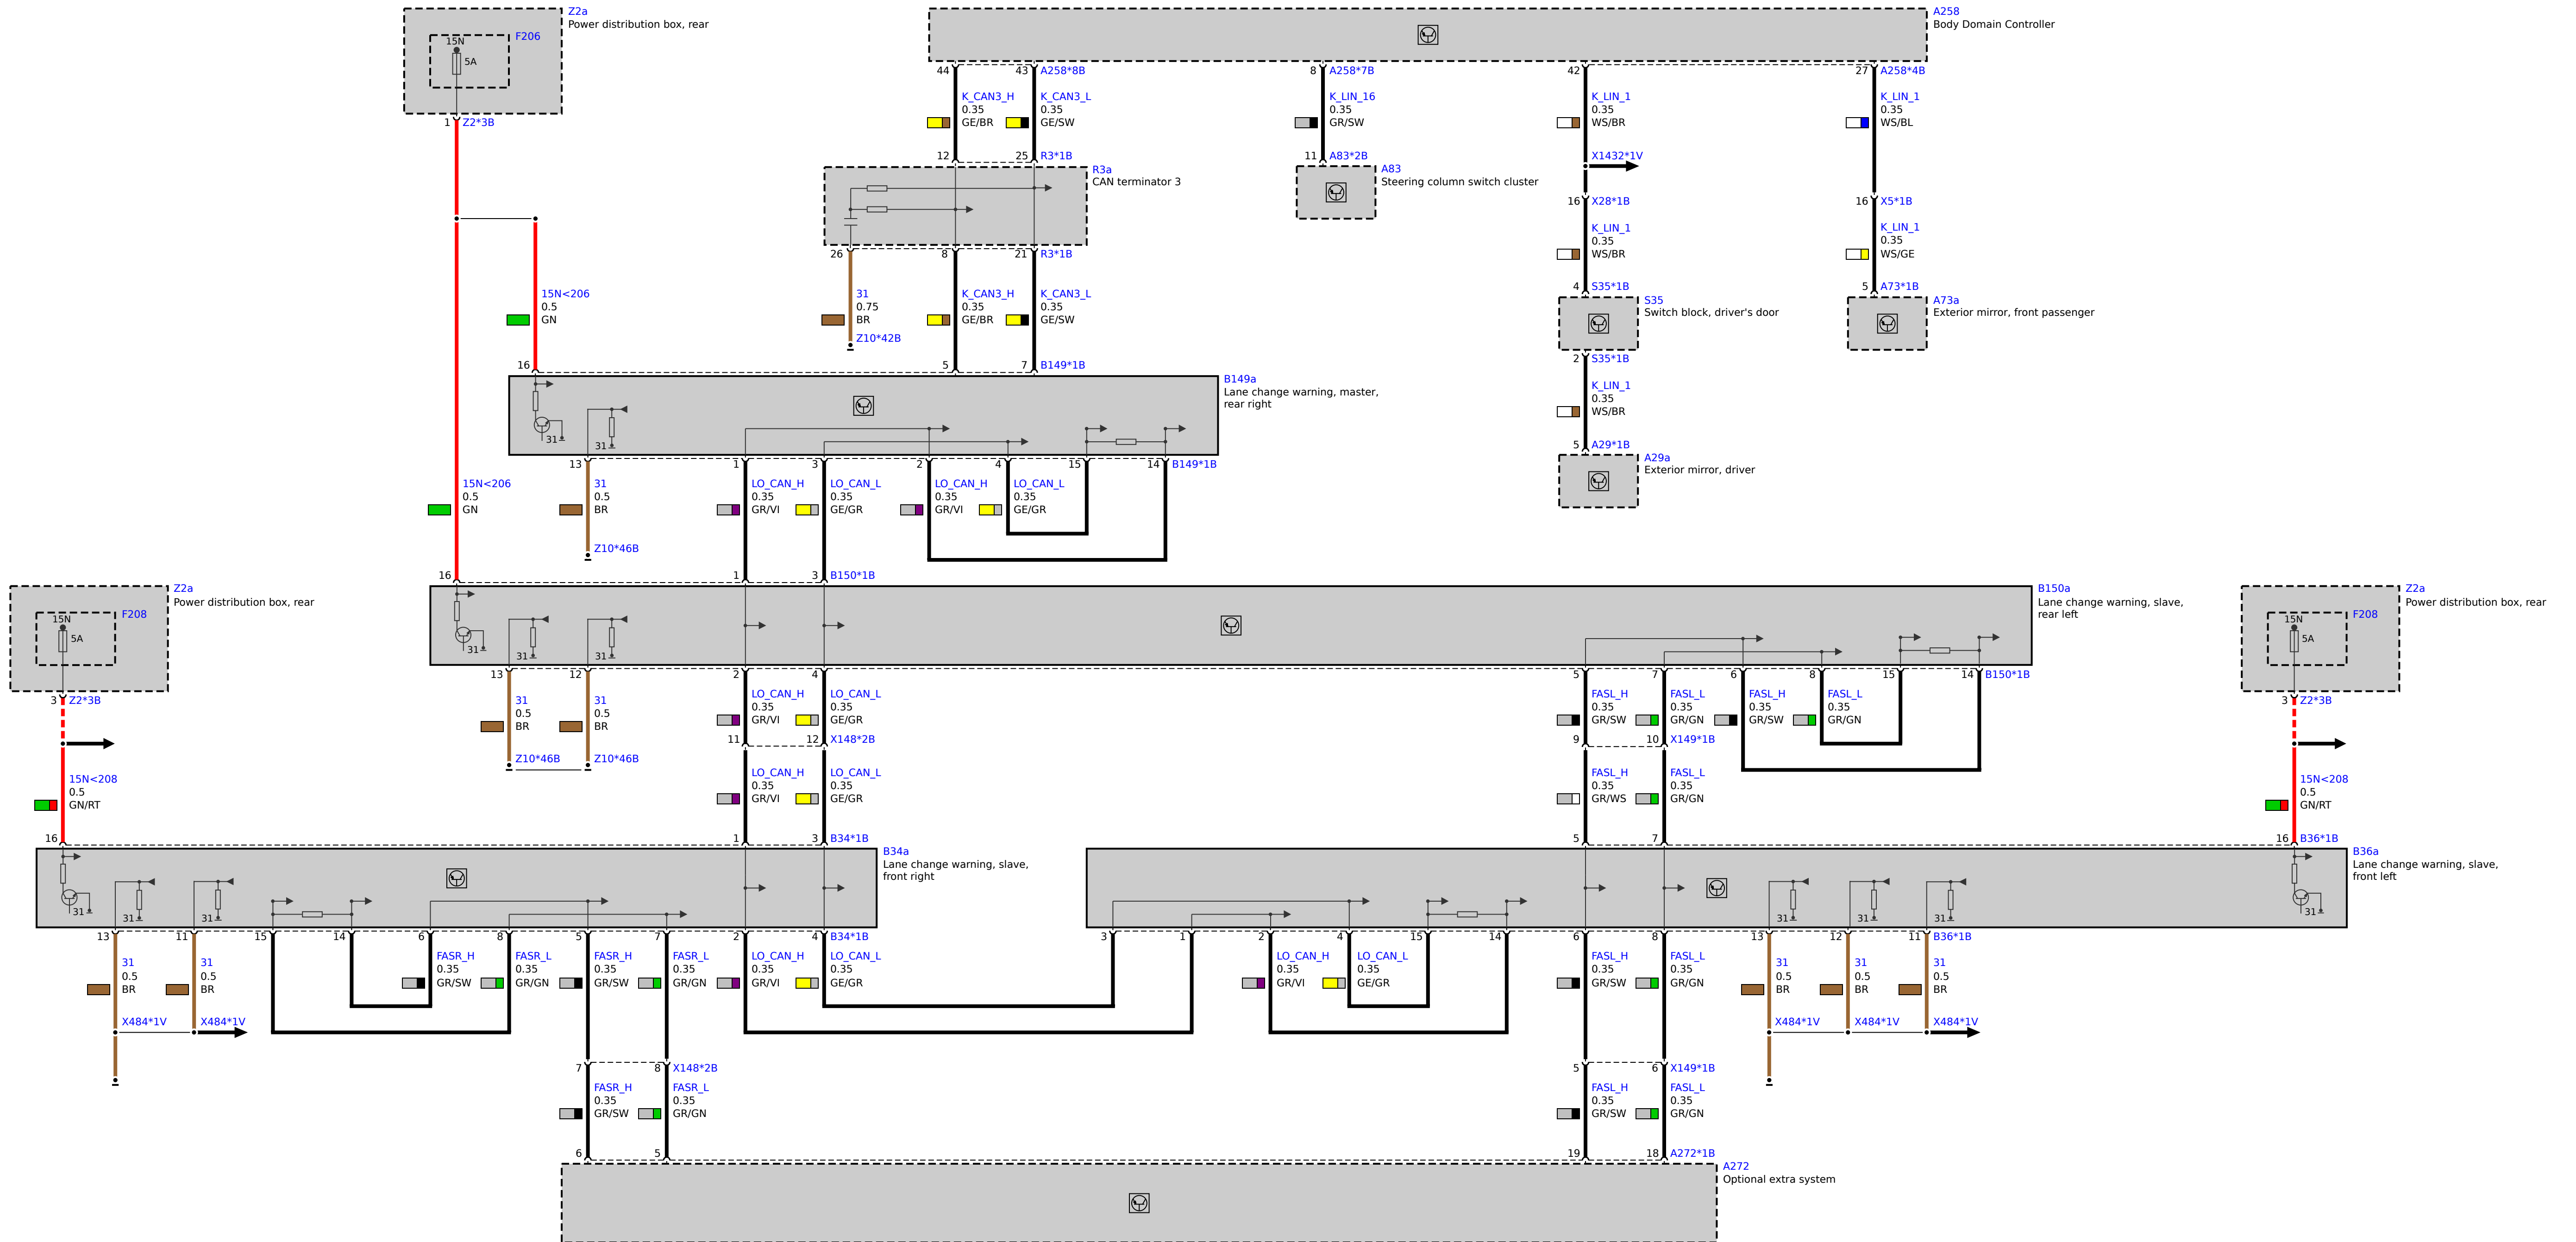 Z2a
Power distribution box, rear
F206
15N
5A
1 Z2*3B
A258
Body Domain Controller
44
43 A258*8B
8 A258*7B
42
27 A258*4B
K_CAN3_H
0.35
GE/BR
K_CAN3_L
0.35
GE/SW
K_LIN_16
0.35
GR/SW
K_LIN_1
0.35
WS/BR
K_LIN_1
0.35
WS/BL
12
25 R3*1B
11 A83*2B
X1432*1V
R3a
CAN terminator 3
A83
Steering column switch cluster
16 X28*1B
16 X5*1B
K_LIN_1
0.35
WS/BR
K_LIN_1
0.35
WS/GE
26
8
21 R3*1B
4 S35*1B
5 A73*1B
15N<206
0.5
GN
31
0.75
BR
Z10*42B
K_CAN3_H
0.35
GE/BR
K_CAN3_L
0.35
GE/SW
S35
Switch block, driver's door
A73a
Exterior mirror, front passenger
16
5
7 B149*1B
2 S35*1B
B149a
Lane change warning, master,
rear right
31
31
K_LIN_1
0.35
WS/BR
5 A29*1B
A29a
Exterior mirror, driver
13
1
3
2
4
15
14 B149*1B
15N<206
0.5
GN
31
0.5
BR
Z10*46B
LO_CAN_H
0.35
GR/VI
LO_CAN_L
0.35
GE/GR
LO_CAN_H
0.35
GR/VI
LO_CAN_L
0.35
GE/GR
16
1
3 B150*1B
B150a
Lane change warning, slave,
rear left
31
31
31
Z2a
Power distribution box, rear
F208
15N
5A
3 Z2*3B
Z2a
Power distribution box, rear
F208
15N
5A
3 Z2*3B
13
12
2
4
5
7
6
8
15
14 B150*1B
31
0.5
BR
Z10*46B
31
0.5
BR
Z10*46B
LO_CAN_H
0.35
GR/VI
LO_CAN_L
0.35
GE/GR
FASL_H
0.35
GR/SW
FASL_L
0.35
GR/GN
FASL_H
0.35
GR/SW
FASL_L
0.35
GR/GN
11
12 X148*2B
9
10 X149*1B
15N<208
0.5
GN/RT
LO_CAN_H
0.35
GR/VI
LO_CAN_L
0.35
GE/GR
FASL_H
0.35
GR/WS
FASL_L
0.35
GR/GN
15N<208
0.5
GN/RT
16
1
3 B34*1B
5
7
16 B36*1B
B34a
Lane change warning, slave,
front right
31
31
31
B36a
Lane change warning, slave,
front left
31
31
31
31
13
11
15
14
6
8
5
7
2
4 B34*1B
3
1
2
4
15
14
6
8
13
12
11 B36*1B
31
0.5
BR
X484*1V
31
0.5
BR
X484*1V
FASR_H
0.35
GR/SW
FASR_L
0.35
GR/GN
FASR_H
0.35
GR/SW
FASR_L
0.35
GR/GN
LO_CAN_H
0.35
GR/VI
LO_CAN_L
0.35
GE/GR
LO_CAN_H
0.35
GR/VI
LO_CAN_L
0.35
GE/GR
FASL_H
0.35
GR/SW
FASL_L
0.35
GR/GN
31
0.5
BR
X484*1V
31
0.5
BR
X484*1V
31
0.5
BR
X484*1V
7
8 X148*2B
5
6 X149*1B
FASR_H
0.35
GR/SW
FASR_L
0.35
GR/GN
FASL_H
0.35
GR/SW
FASL_L
0.35
GR/GN
6
5
19
18 A272*1B
A272
Optional extra system